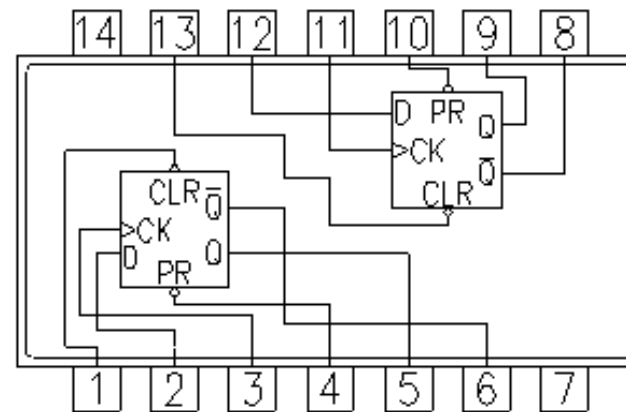 14 13 12 11 10 9 8
D PR Q
>CK Q̅
CLR
CLR Q̅
>CK
D Q
PR
1 2 3 4 5 6 7